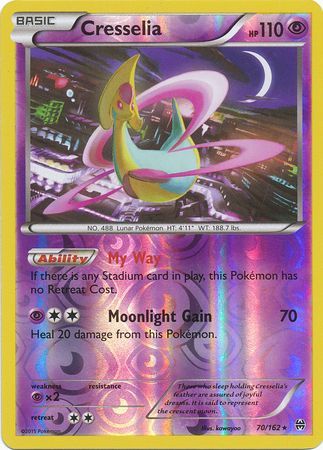 BASIC
Cresselia
HP110
NO. 488 Lunar Pokémon HT: 4'11" WT: 188.7 lbs.
Ability My Way
If there is any Stadium card in play, this Pokémon has
no Retreat Cost.
Moonlight Gain 70
Heal 20 damage from this Pokémon.
weakness resistance
×2
retreat
Those who sleep holding Cresselia's
feather are assured of joyful
dreams. It is said to represent
the crescent moon.
©2015 Pokémon
Illus. kawayoo
70/162 ★